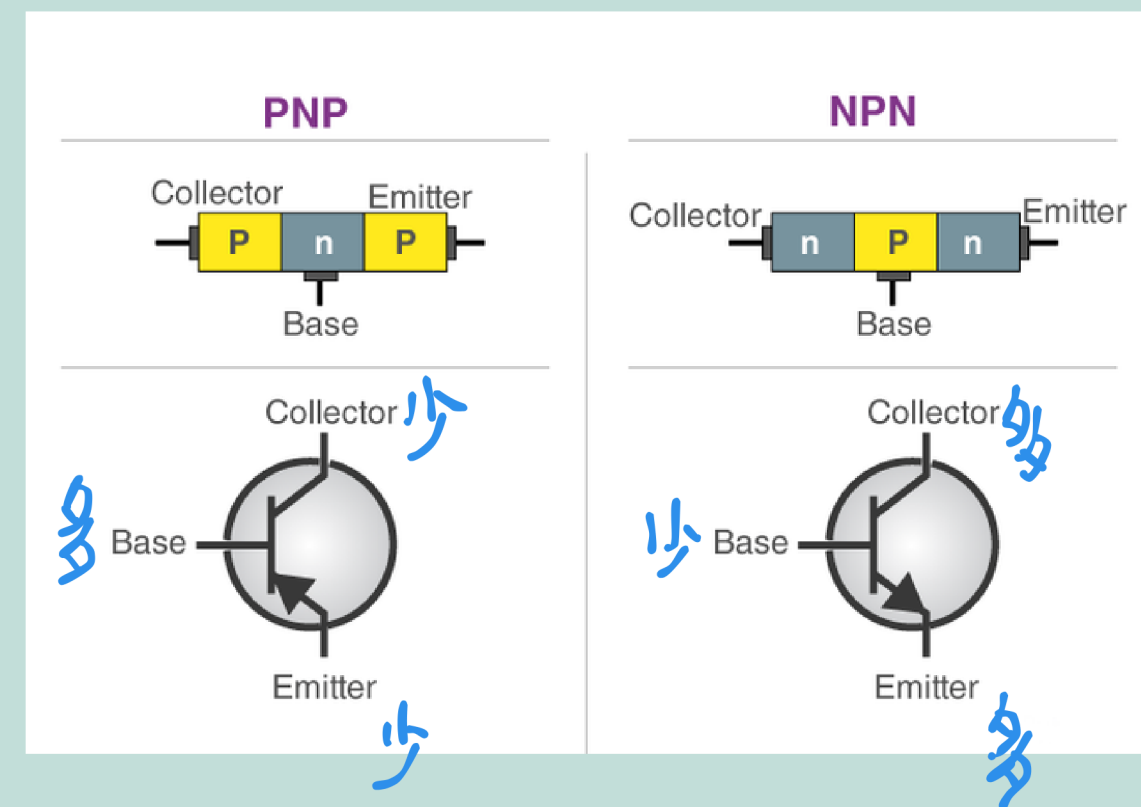 PNP
Collector
Emitter
P n P
Base
Collector 少
多 Base
Emitter
少
NPN
Collector
Emitter
n P n
Base
Collector 多
少 Base
Emitter
多